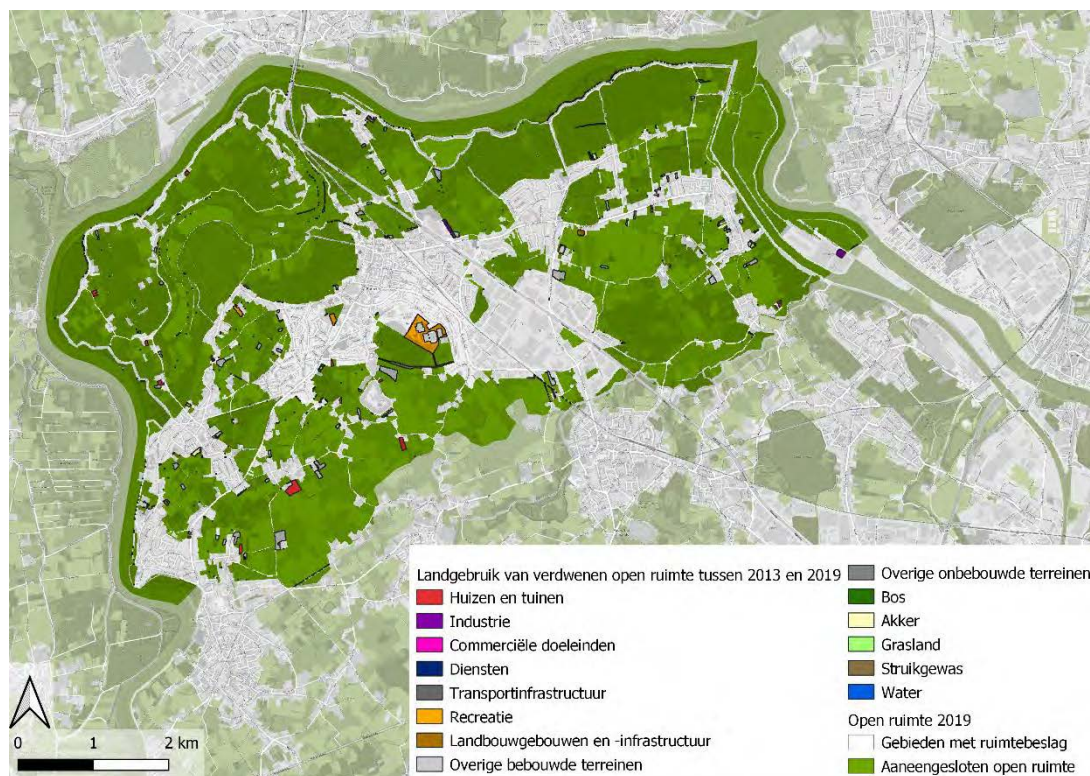 Landgebruik van verdwenen open ruimte tussen 2013 en 2019
Huizen en tuinen
Industrie
Commerciële doeleinden
Diensten
Transportinfrastructuur
Recreatie
Landbouwgebouwen en -infrastructuur
Overige bebouwde terreinen
Overige onbebouwde terreinen
Bos
Akker
Grasland
Struikgewas
Water
Open ruimte 2019
Gebieden met ruimtebeslag
Aaneengesloten open ruimte
0 1 2 km